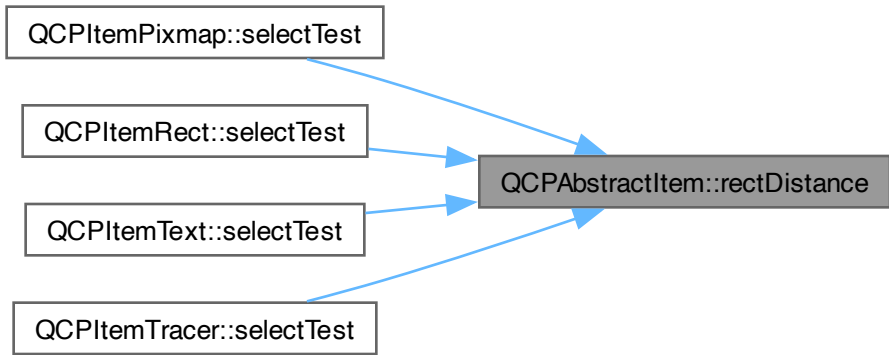 QCPItemPixmap::selectTest
QCPItemRect::selectTest
QCPAbstractItem::rectDistance
QCPItemText::selectTest
QCPItemTracer::selectTest